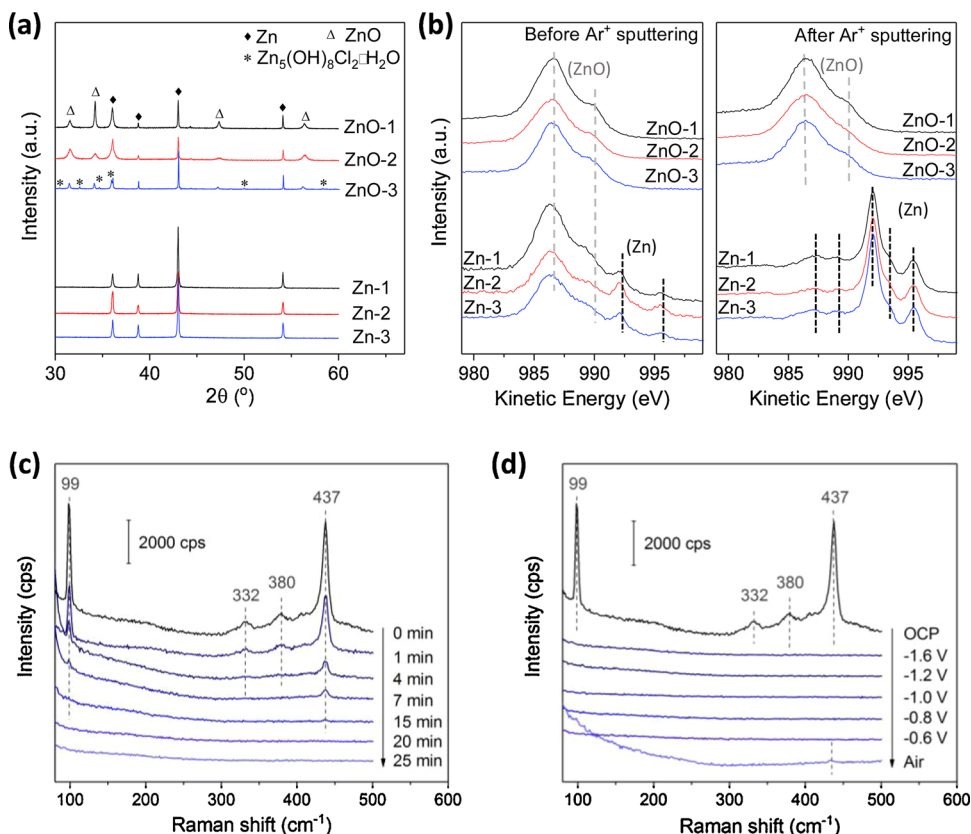 (a)
♦ Zn Δ ZnO
* Zn₅(OH)₈Cl₂□H₂O
Δ Δ ♦ ♦ ♦ Δ ♦ Δ
ZnO-1
ZnO-2
* * * * * *
ZnO-3
Zn-1
Zn-2
Zn-3
Intensity (a.u.)
30 40 50 60
2θ (°)
(b)
Before Ar⁺ sputtering
(ZnO)
ZnO-1
ZnO-2
ZnO-3
Zn-1
Zn-2
Zn-3
(Zn)
Intensity (a.u.)
980 985 990 995
Kinetic Energy (eV)
After Ar⁺ sputtering
(ZnO)
ZnO-1
ZnO-2
ZnO-3
Zn-1
Zn-2
Zn-3
(Zn)
980 985 990 995
Kinetic Energy (eV)
(c)
99
437
2000 cps
332
380
0 min
1 min
4 min
7 min
15 min
20 min
25 min
Intensity (cps)
100 200 300 400 500 600
Raman shift (cm⁻¹)
(d)
99
437
2000 cps
332
380
OCP
-1.6 V
-1.2 V
-1.0 V
-0.8 V
-0.6 V
Air
Intensity (cps)
100 200 300 400 500 600
Raman shift (cm⁻¹)